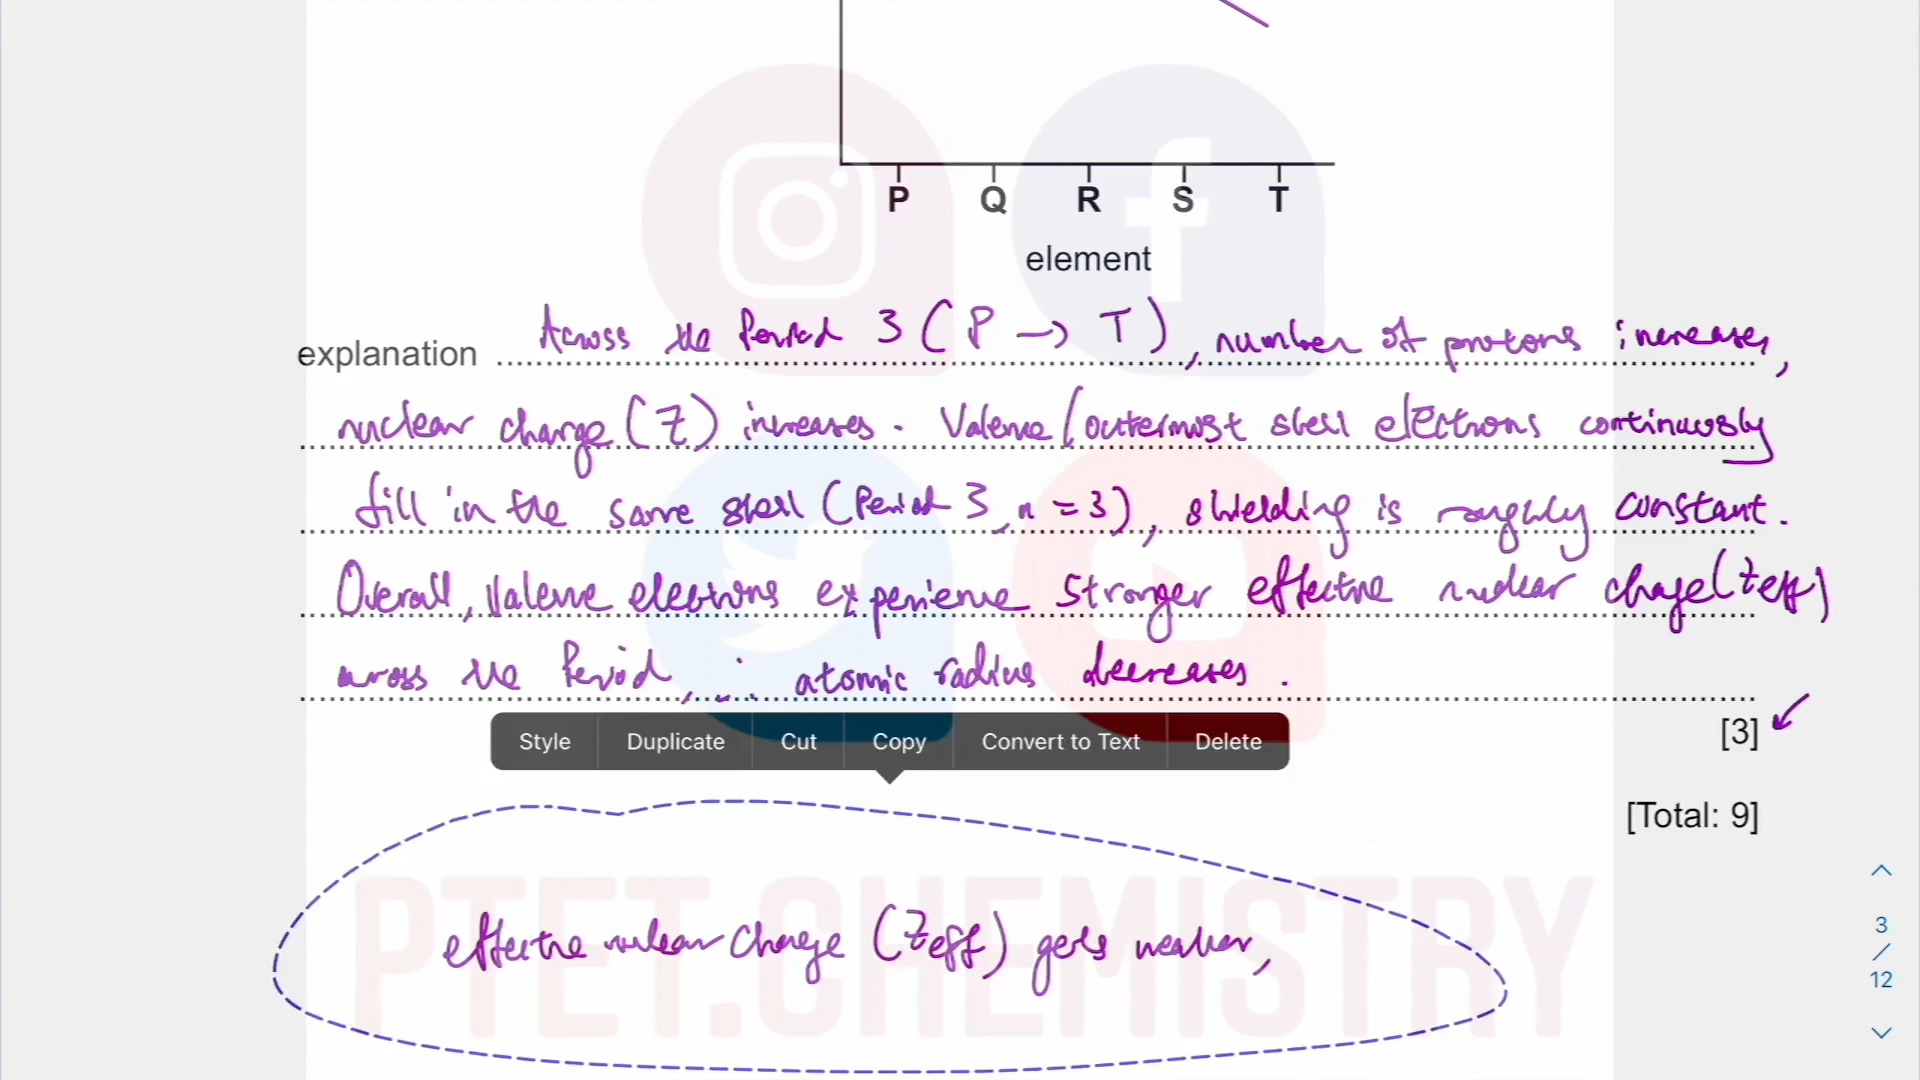 P Q R S T
element
explanation Across the Period 3 (P → T), number of protons increases,
nuclear charge (Z) increases. Valence/outermost shell electrons continuously
fill in the same shell (Period 3, n = 3), shielding is roughly constant.
Overall, valence electrons experience stronger effective nuclear charge (Zeff)
across the Period, ∴ atomic radius decreases.
[3]
Style Duplicate Cut Copy Convert to Text Delete
[Total: 9]
effective nuclear charge (Zeff) gets weaker,
PTET.CHEMISTRY
3
/
12